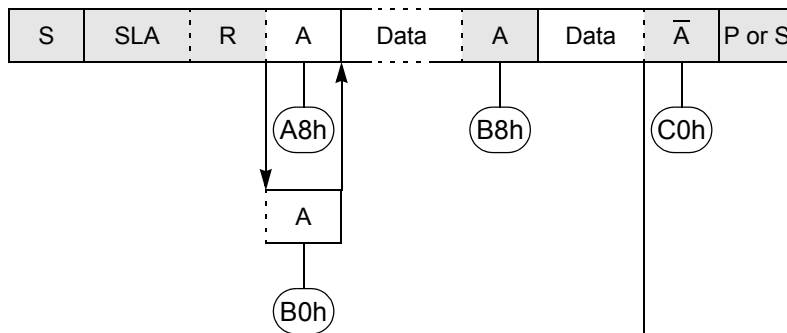 S SLA R A Data A Data A̅ P or S
A8h B8h C0h
A
B0h